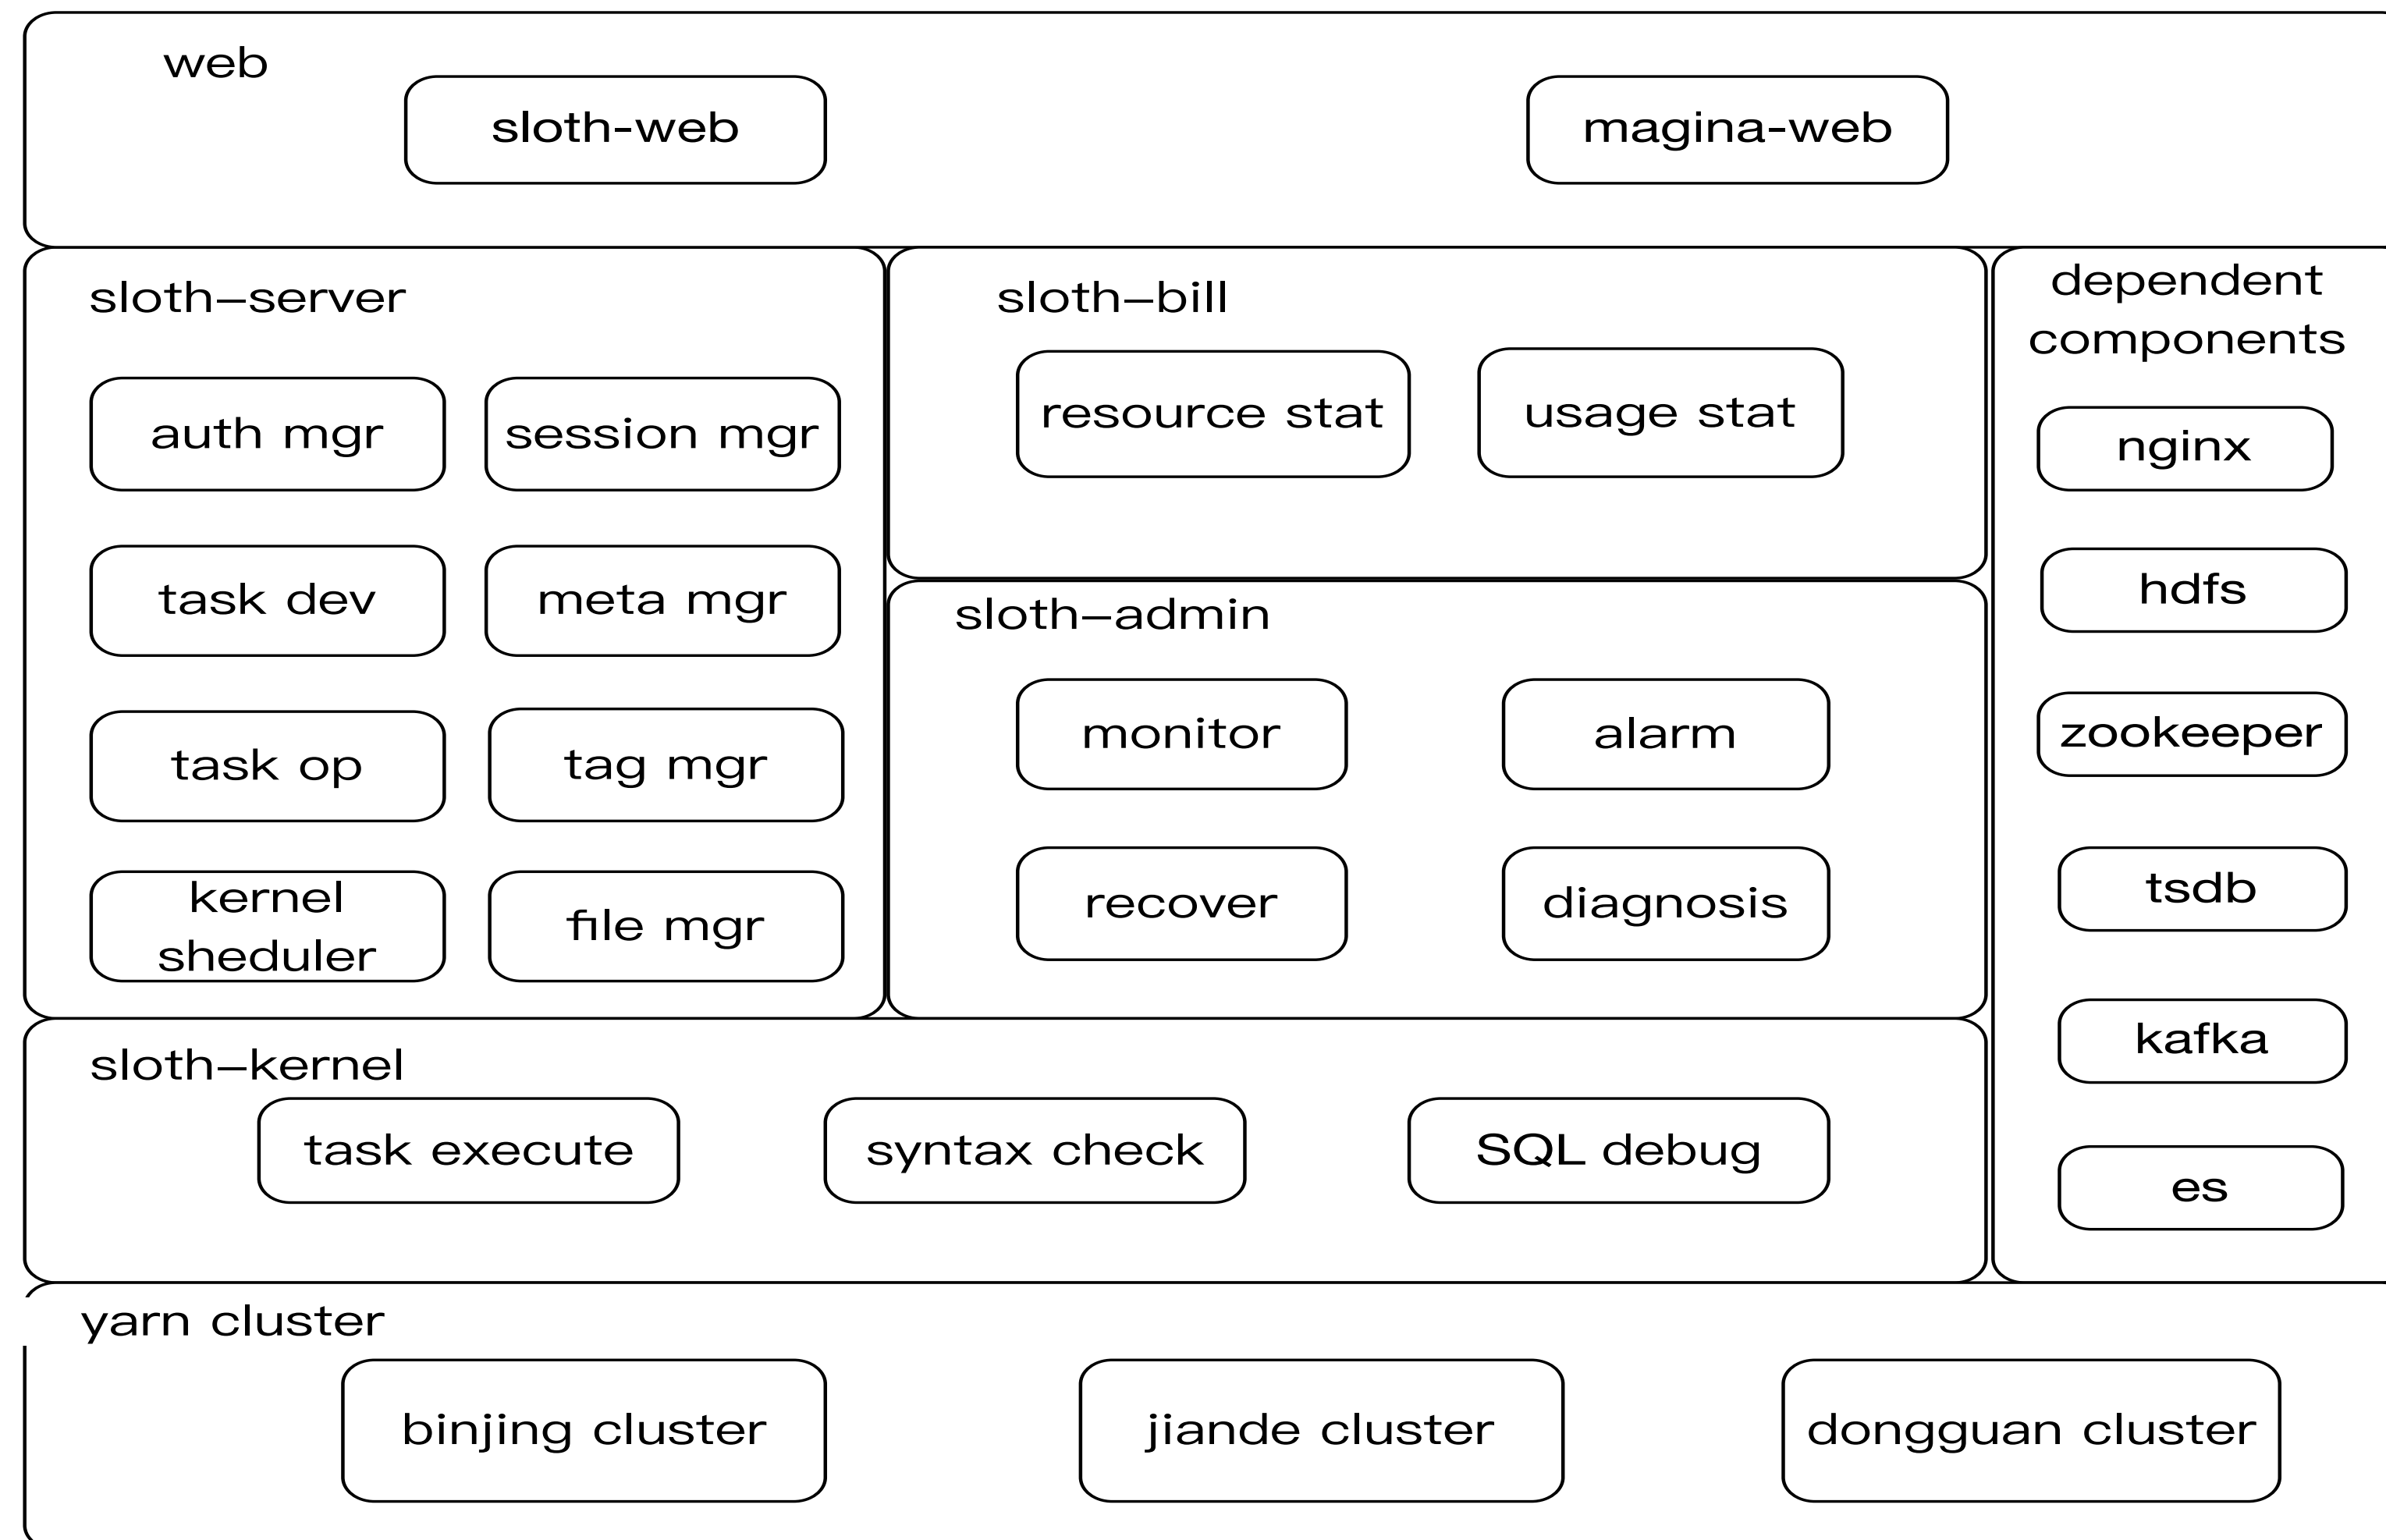 web
sloth-web
magina-web
sloth–server
auth mgr
session mgr
task dev
meta mgr
task op
tag mgr
kernel
sheduler
file mgr
sloth–bill
resource stat
usage stat
sloth–admin
monitor
alarm
recover
diagnosis
dependent
components
nginx
hdfs
zookeeper
tsdb
kafka
es
sloth–kernel
task execute
syntax check
SQL debug
yarn cluster
binjing cluster
jiande cluster
dongguan cluster